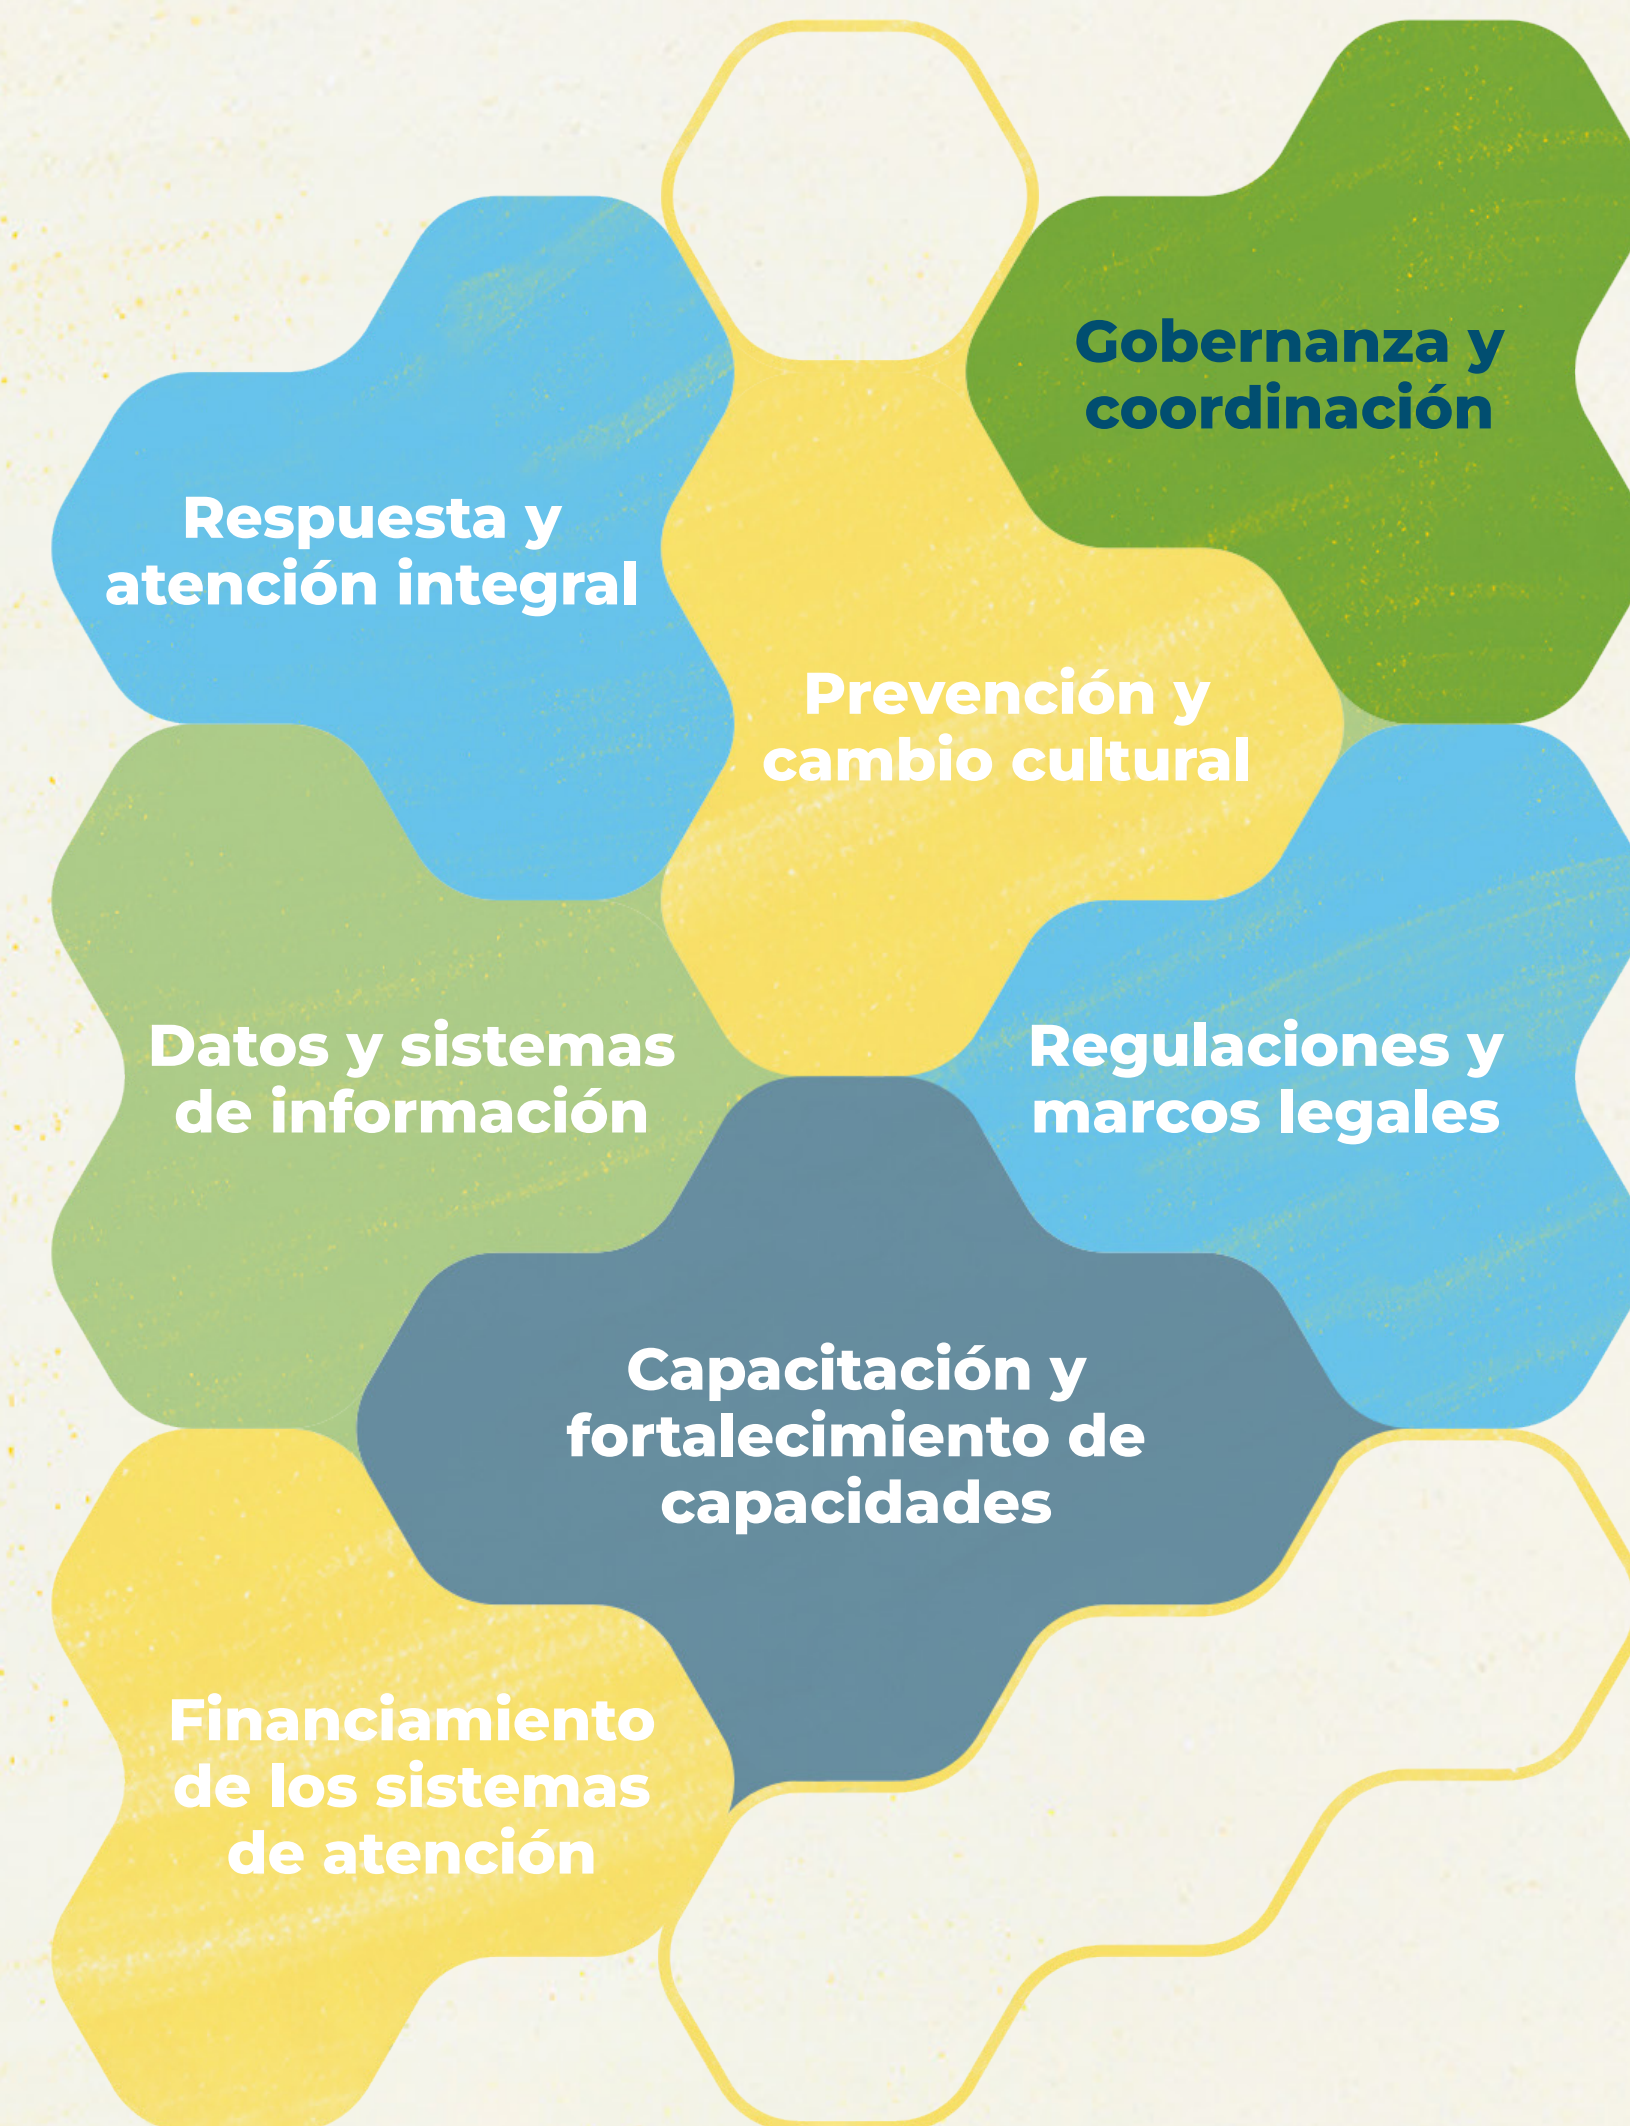 Gobernanza y
coordinación
Respuesta y
atención integral
Prevención y
cambio cultural
Datos y sistemas
de información
Regulaciones y
marcos legales
Capacitación y
fortalecimiento de
capacidades
Financiamiento
de los sistemas
de atención